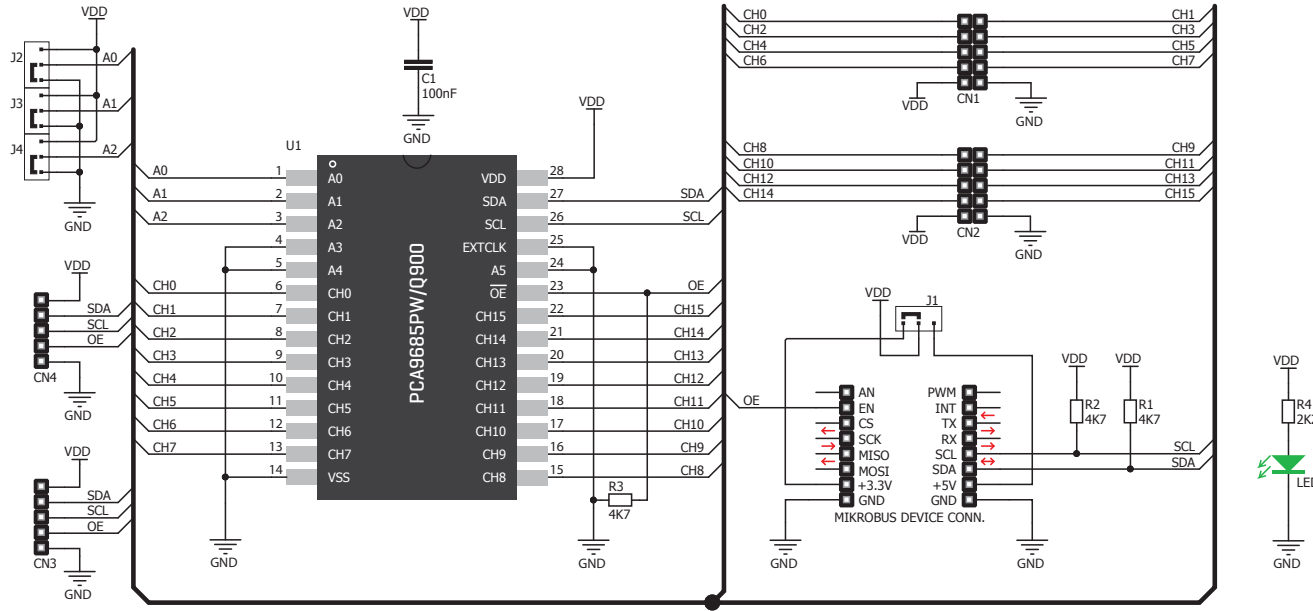 VDD
J2
A0
J3
A1
J4
A2
GND
VDD
C1
100nF
GND
VDD
U1
PCA9685PW/Q900
A0 1 A0
A1 2 A1
A2 3 A2
4 A3
5 A4
CH0 6 CH0
CH1 7 CH1
CH2 8 CH2
CH3 9 CH3
CH4 10 CH4
CH5 11 CH5
CH6 12 CH6
CH7 13 CH7
14 VSS
GND
VDD 28
SDA 27 SDA
SCL 26 SCL
EXTCLK 25
A5 24
OE 23 OE
CH15 22 CH15
CH14 21 CH14
CH13 20 CH13
CH12 19 CH12
CH11 18 CH11
CH10 17 CH10
CH9 16 CH9
CH8 15 CH8
R3
4K7
GND
VDD
SDA
SCL
OE
CN4
GND
VDD
SDA
SCL
OE
CN3
GND
CH0 CH1
CH2 CH3
CH4 CH5
CH6 CH7
VDD CN1 GND
CH8 CH9
CH10 CH11
CH12 CH13
CH14 CH15
VDD CN2 GND
VDD J1
OE
AN PWM
EN INT
CS TX
SCK RX
MISO SCL
MOSI SDA
+3.3V +5V
GND GND
MIKROBUS DEVICE CONN.
GND GND
VDD VDD
R2 R1
4K7 4K7
SCL
SDA
VDD
R4
GND